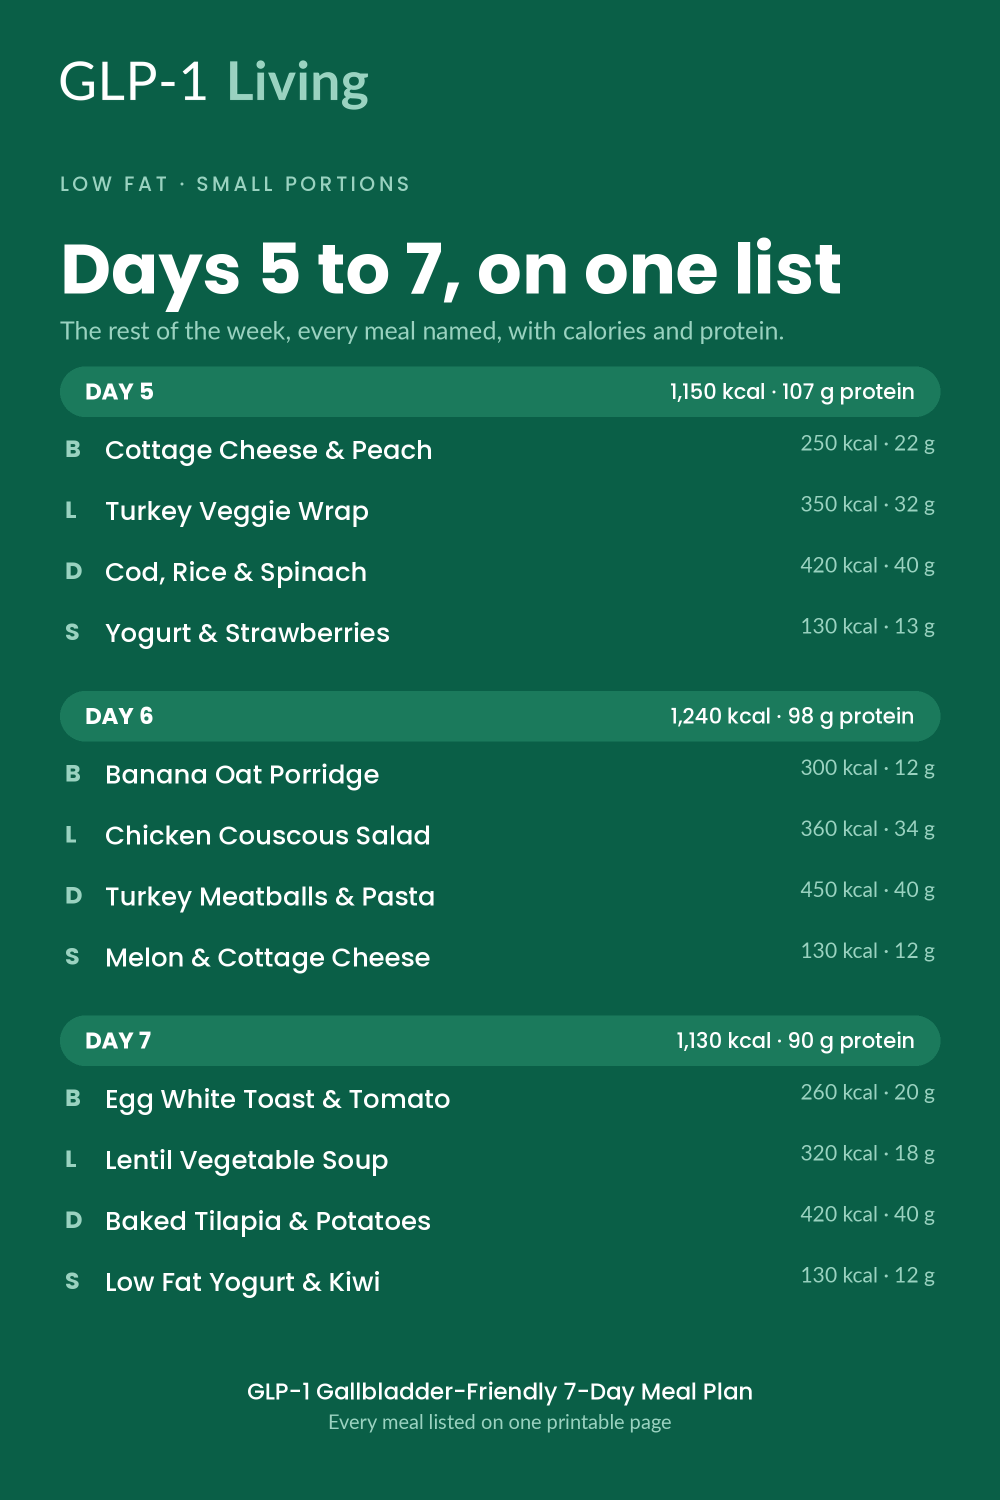 GLP-1 Living
LOW FAT · SMALL PORTIONS
Days 5 to 7, on one list
The rest of the week, every meal named, with calories and protein.
DAY 5 1,150 kcal · 107 g protein
B Cottage Cheese & Peach 250 kcal · 22 g
L Turkey Veggie Wrap 350 kcal · 32 g
D Cod, Rice & Spinach 420 kcal · 40 g
S Yogurt & Strawberries 130 kcal · 13 g
DAY 6 1,240 kcal · 98 g protein
B Banana Oat Porridge 300 kcal · 12 g
L Chicken Couscous Salad 360 kcal · 34 g
D Turkey Meatballs & Pasta 450 kcal · 40 g
S Melon & Cottage Cheese 130 kcal · 12 g
DAY 7 1,130 kcal · 90 g protein
B Egg White Toast & Tomato 260 kcal · 20 g
L Lentil Vegetable Soup 320 kcal · 18 g
D Baked Tilapia & Potatoes 420 kcal · 40 g
S Low Fat Yogurt & Kiwi 130 kcal · 12 g
GLP-1 Gallbladder-Friendly 7-Day Meal Plan
Every meal listed on one printable page